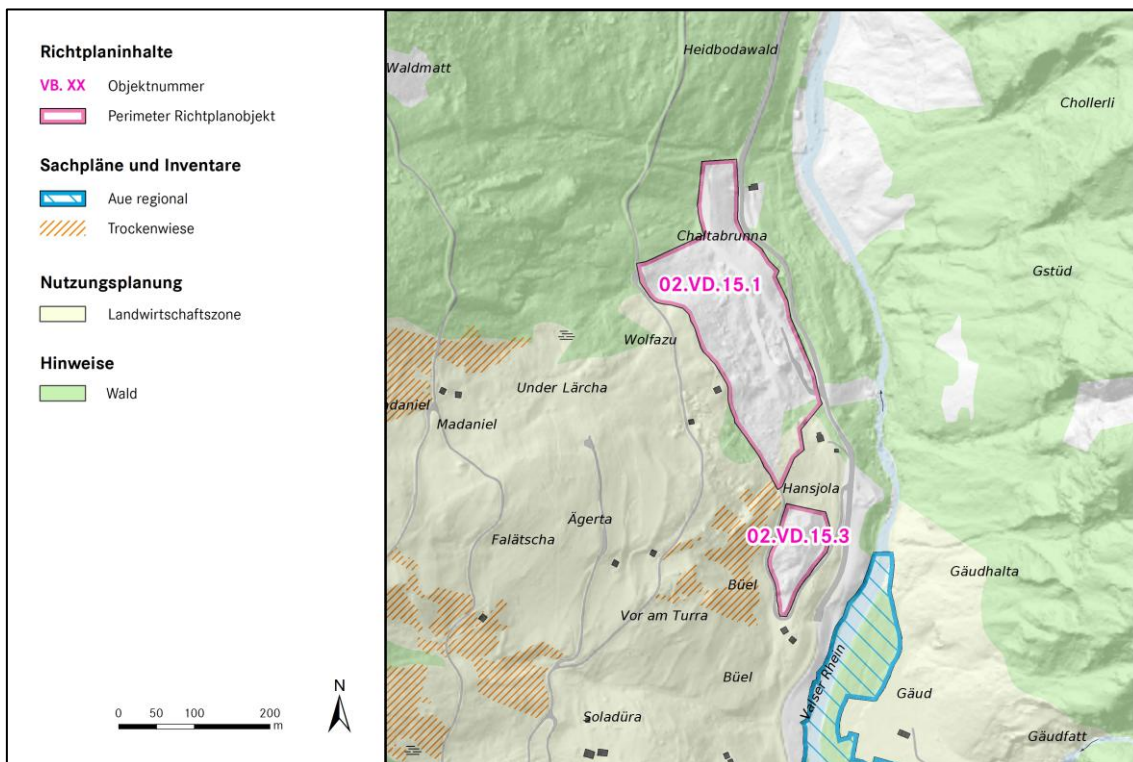 Richtplaninhalte
VB. XX Objektnummer
Perimeter Richtplanobjekt
Sachpläne und Inventare
Aue regional
Trockenwiese
Nutzungsplanung
Landwirtschaftszone
Hinweise
Wald
0 50 100 200
m
N
Heidbodawald
Waldmatt
Chollerli
Chaltabrunna
Gstüd
02.VD.15.1
Wolfazu
Under Lärcha
daniel
Madaniel
Hansjola
Ägerta
02.VD.15.3
Falätscha
Büel
Gäudhalta
Vor am Turra
Büel
Valser Rhein
Gäud
Soladüra
Gäudfatt